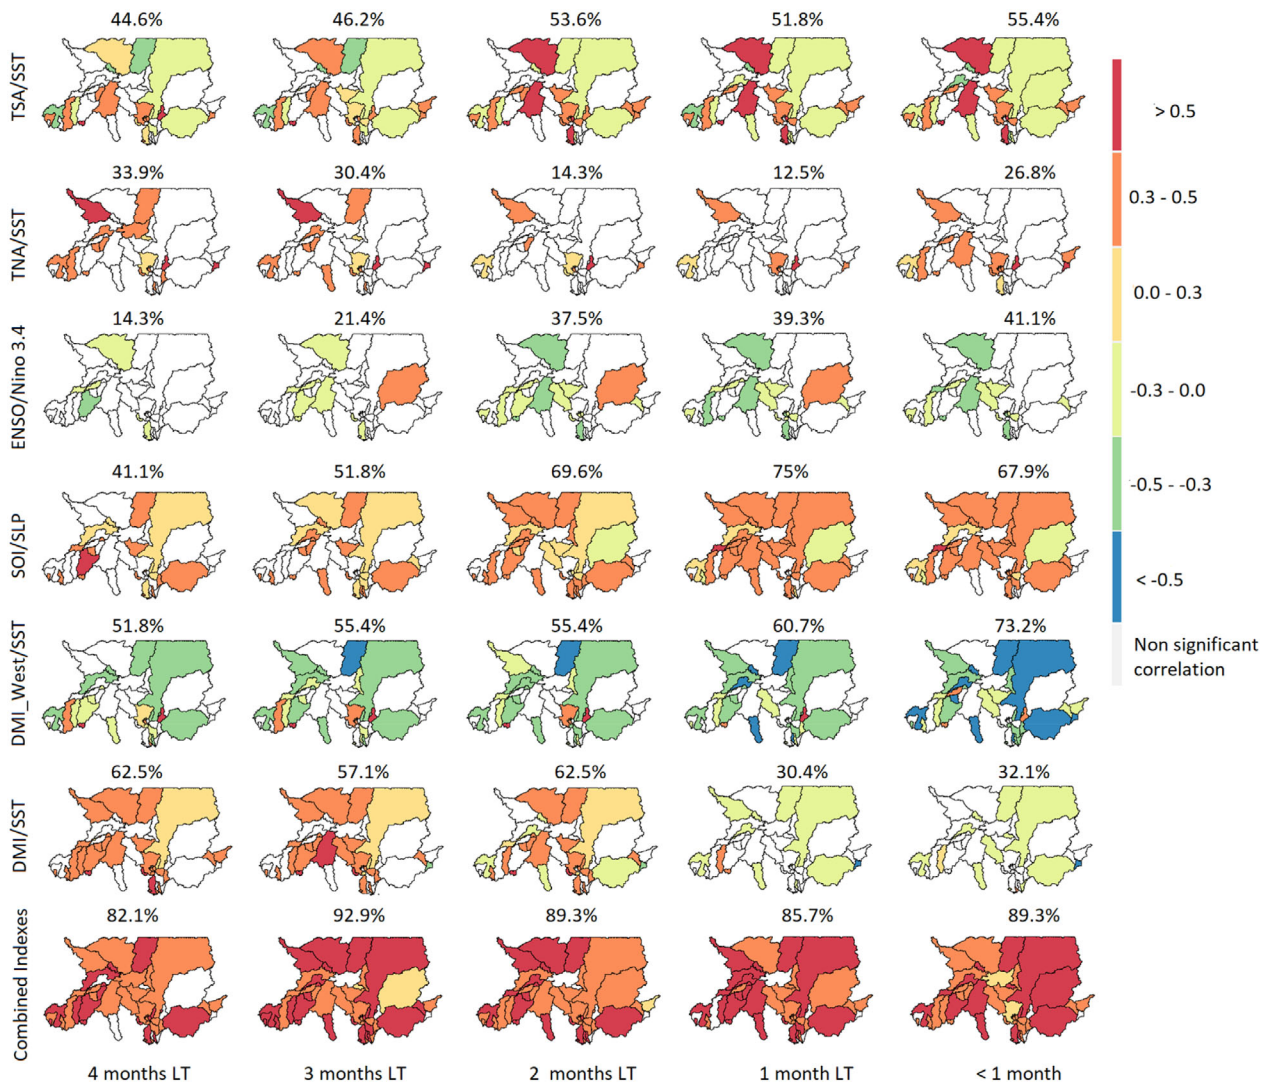 44.6% 46.2% 53.6% 51.8% 55.4%
TSA/SST
33.9% 30.4% 14.3% 12.5% 26.8%
TNA/SST
14.3% 21.4% 37.5% 39.3% 41.1%
ENSO/Nino 3.4
41.1% 51.8% 69.6% 75% 67.9%
SOI/SLP
51.8% 55.4% 55.4% 60.7% 73.2%
DMI_West/SST
62.5% 57.1% 62.5% 30.4% 32.1%
DMI/SST
82.1% 92.9% 89.3% 85.7% 89.3%
Combined Indexes
4 months LT 3 months LT 2 months LT 1 month LT < 1 month
> 0.5
0.3 - 0.5
0.0 - 0.3
-0.3 - 0.0
-0.5 - -0.3
< -0.5
Non significant
correlation